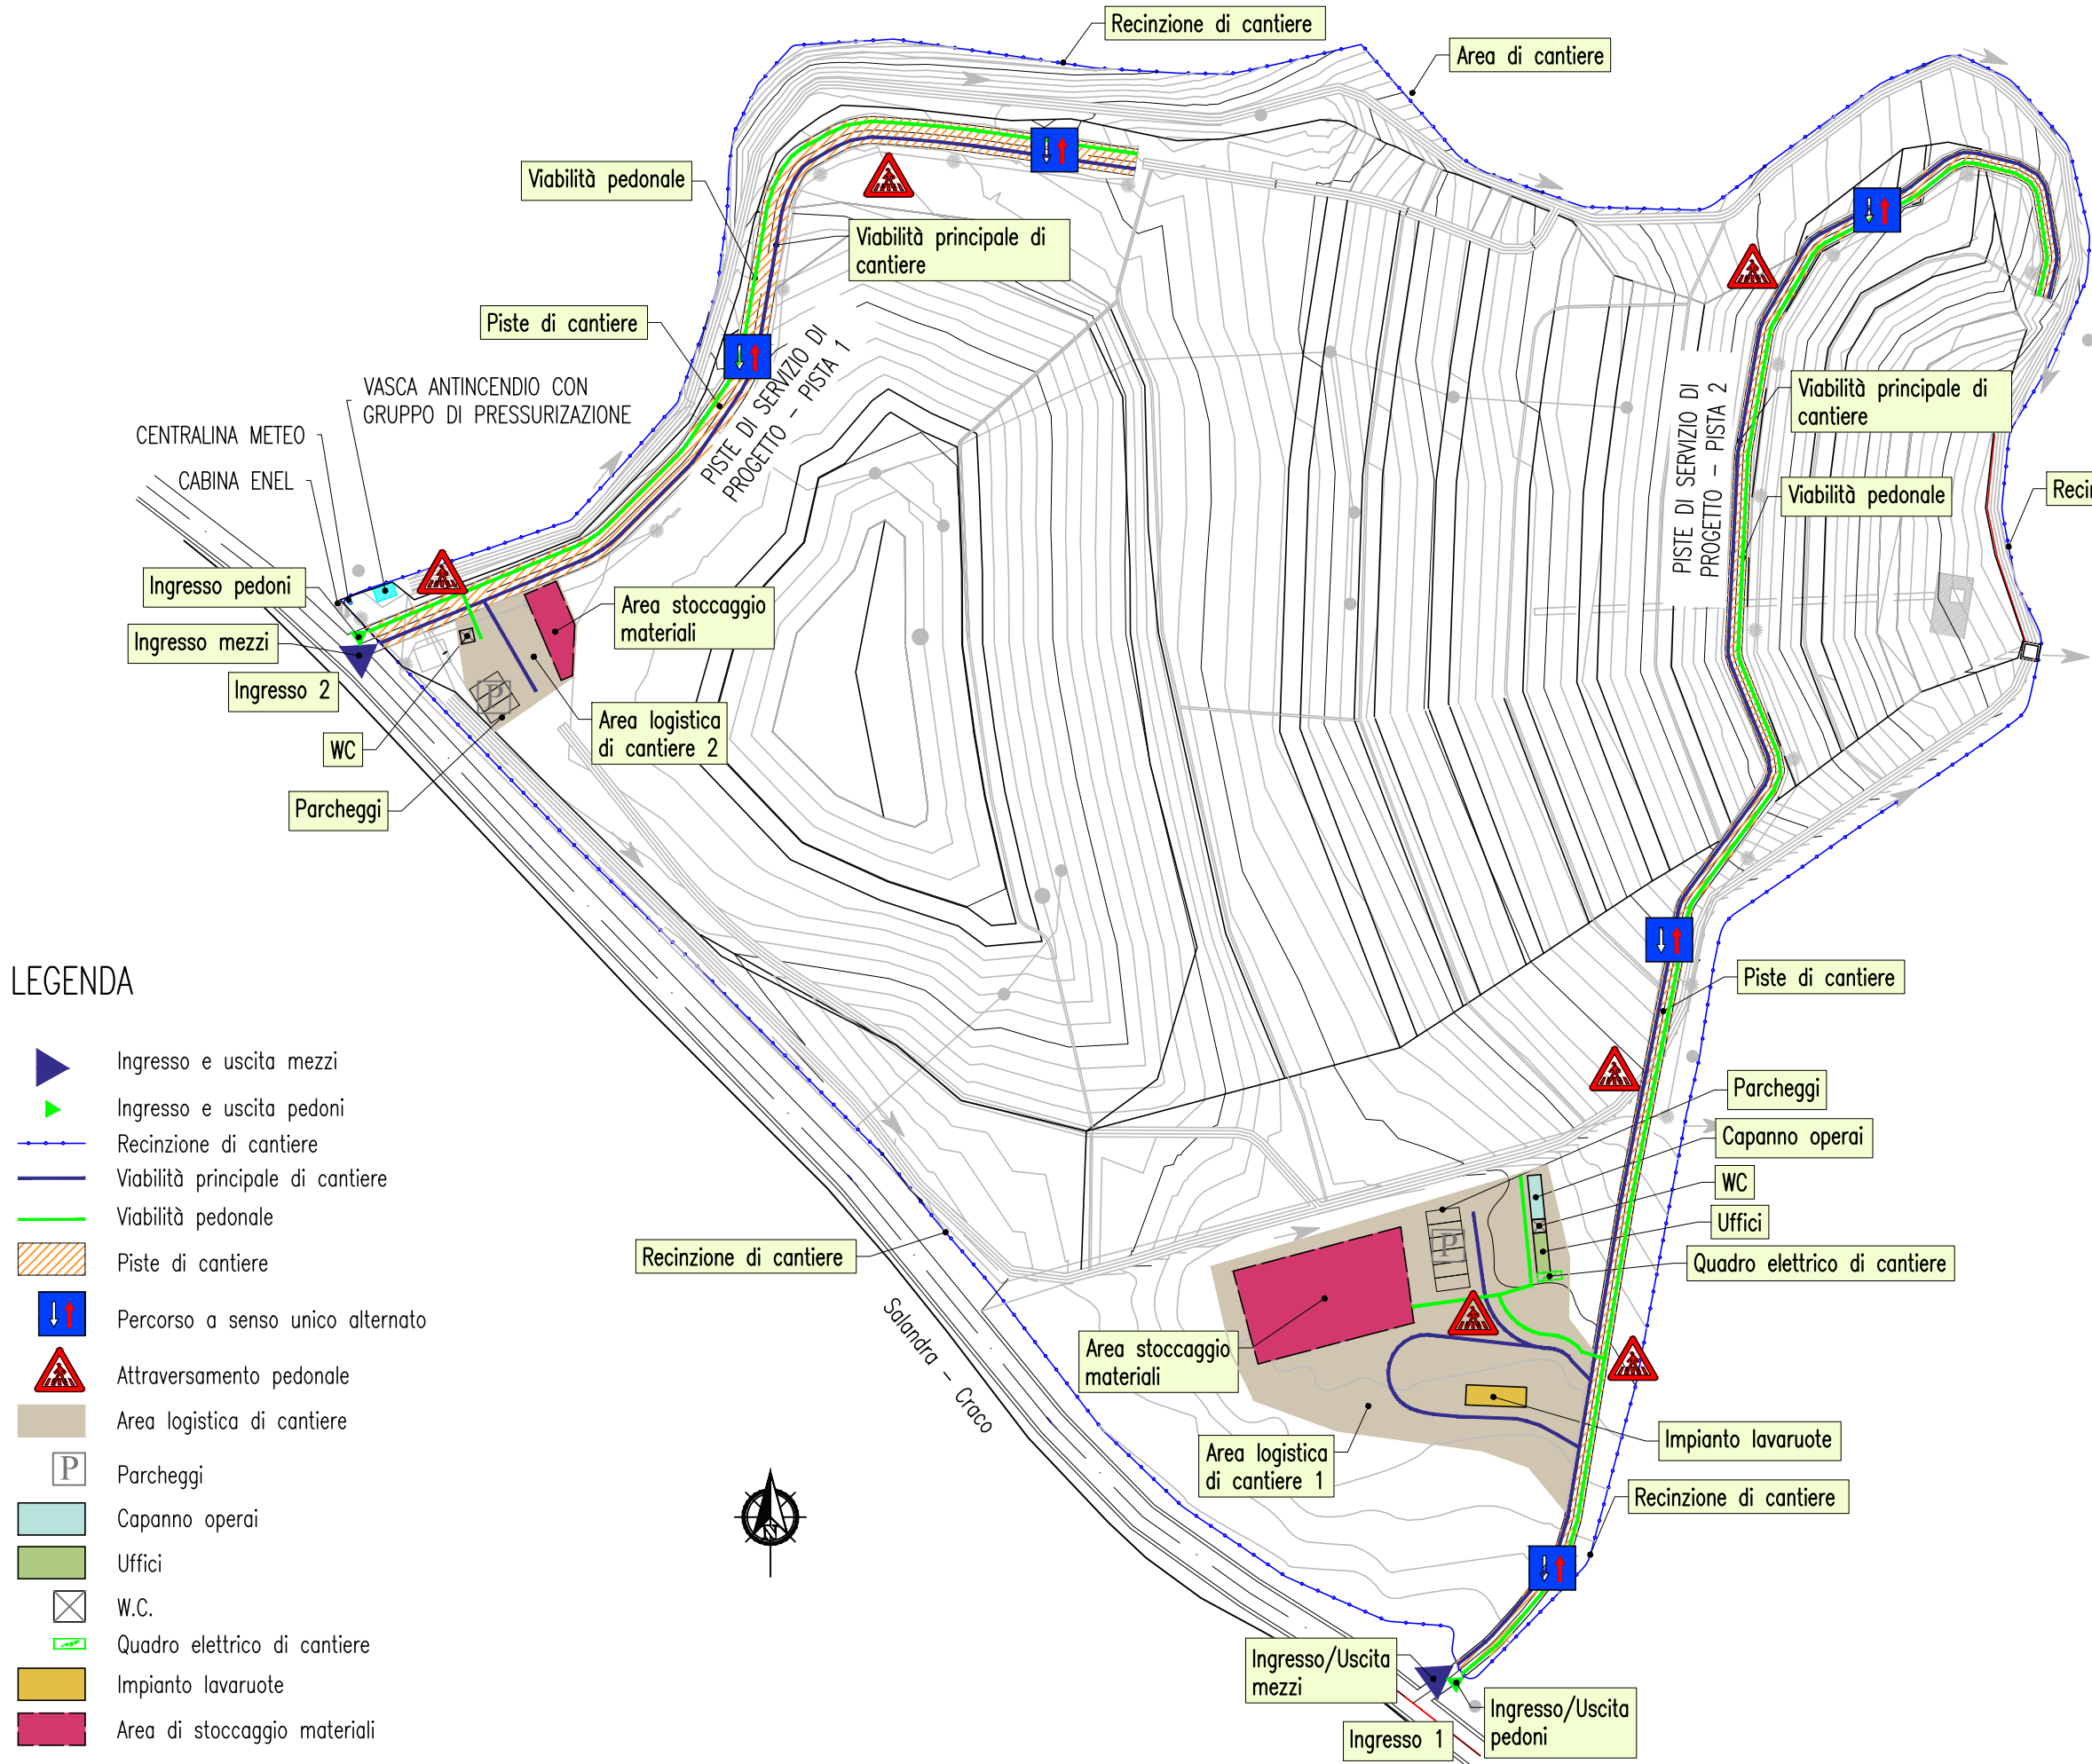 Recinzione di cantiere
Area di cantiere
Viabilità pedonale
Viabilità principale di
cantiere
Piste di cantiere
PISTE DI SERVIZIO DI
PROGETTO - PISTA 1
VASCA ANTINCENDIO CON
GRUPPO DI PRESSURIZAZIONE
CENTRALINA METEO
CABINA ENEL
Ingresso pedoni
Ingresso mezzi
Ingresso 2
WC
Parcheggi
P
Area stoccaggio
materiali
Area logistica
di cantiere 2
PISTE DI SERVIZIO DI
PROGETTO - PISTA 2
Viabilità principale di
cantiere
Viabilità pedonale
Recin
Piste di cantiere
Parcheggi
Capanno operai
WC
Uffici
Quadro elettrico di cantiere
P
Recinzione di cantiere
Salandra - Craco
Area stoccaggio
materiali
Area logistica
di cantiere 1
Impianto lavaruote
Recinzione di cantiere
Ingresso/Uscita
mezzi
Ingresso 1
Ingresso/Uscita
pedoni
N
LEGENDA
Ingresso e uscita mezzi
Ingresso e uscita pedoni
Recinzione di cantiere
Viabilità principale di cantiere
Viabilità pedonale
Piste di cantiere
Percorso a senso unico alternato
Attraversamento pedonale
Area logistica di cantiere
P
Parcheggi
Capanno operai
Uffici
W.C.
Quadro elettrico di cantiere
Impianto lavaruote
Area di stoccaggio materiali